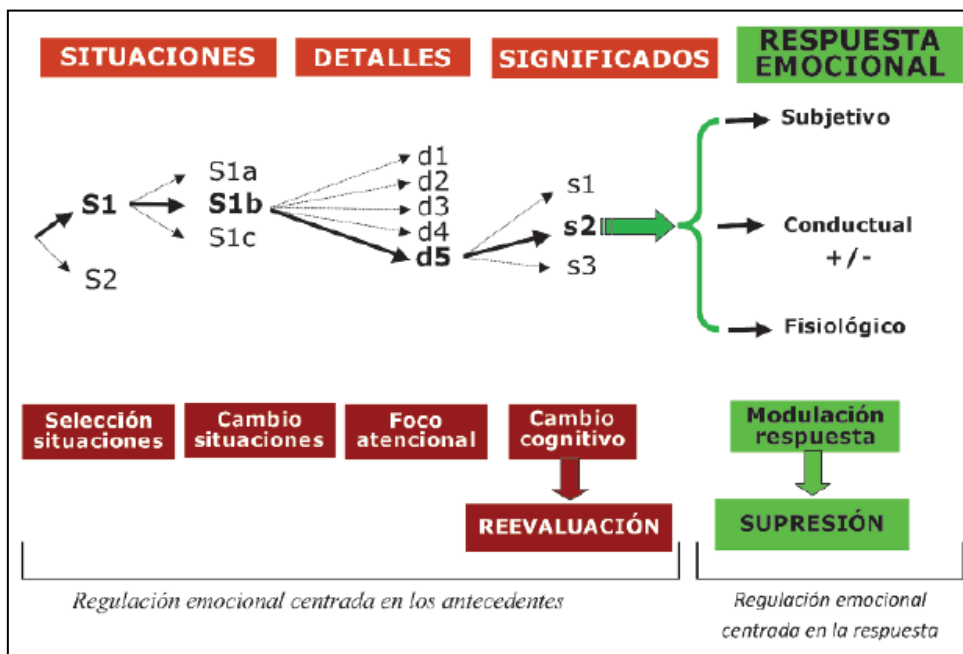 SITUACIONES
DETALLES
SIGNIFICADOS
RESPUESTA
EMOCIONAL
Subjetivo
d1
S1a
d2
s1
S1
S1b
d3
s2
Conductual
S1c
d4
+/-
d5
s3
S2
Fisiológico
Selección
situaciones
Cambio
situaciones
Foco
atencional
Cambio
cognitivo
Modulación
respuesta
REEVALUACIÓN
SUPRESIÓN
Regulación emocional centrada en los antecedentes
Regulación emocional
centrada en la respuesta